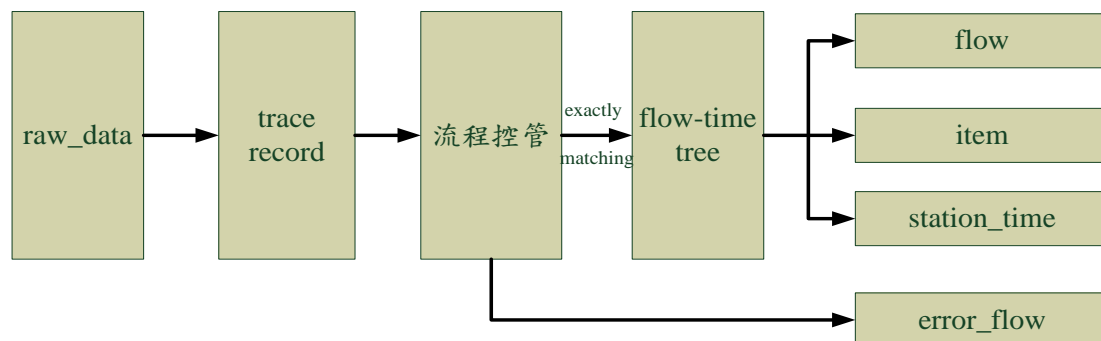 raw_data
trace
record
流程控管
exactly
matching
flow-time
tree
flow
item
station_time
error_flow